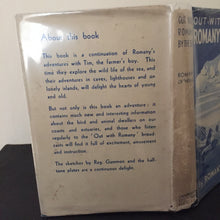 About this book
This book is a continuation of Romany's
adventures with Tim, the farmer's boy. This
time they explore the wild life of the sea, and
their adventures in caves, lighthouses and on
lonely islands, will delight the hearts of young
and old.
But not only is this book an adventure; it
contains much new and interesting information
about the bird and animal dwellers on our
coasts and estuaries, and those who listen
regularly to the "Out with Romany" broad-
casts will find it full of excitement, amusement
and instruction.
The sketches by Reg. Gammon and the half-
tone plates are a continuous delight.
OUT WITH
ROMANY
BY THE
OUT WITH
ROMANY